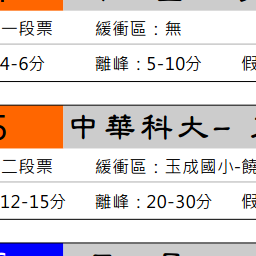 一段票 緩衝區：無
4-6分 離峰：5-10分 假
中華科大-
二段票 緩衝區：玉成國小-饒
12-15分 離峰：20-30分 假